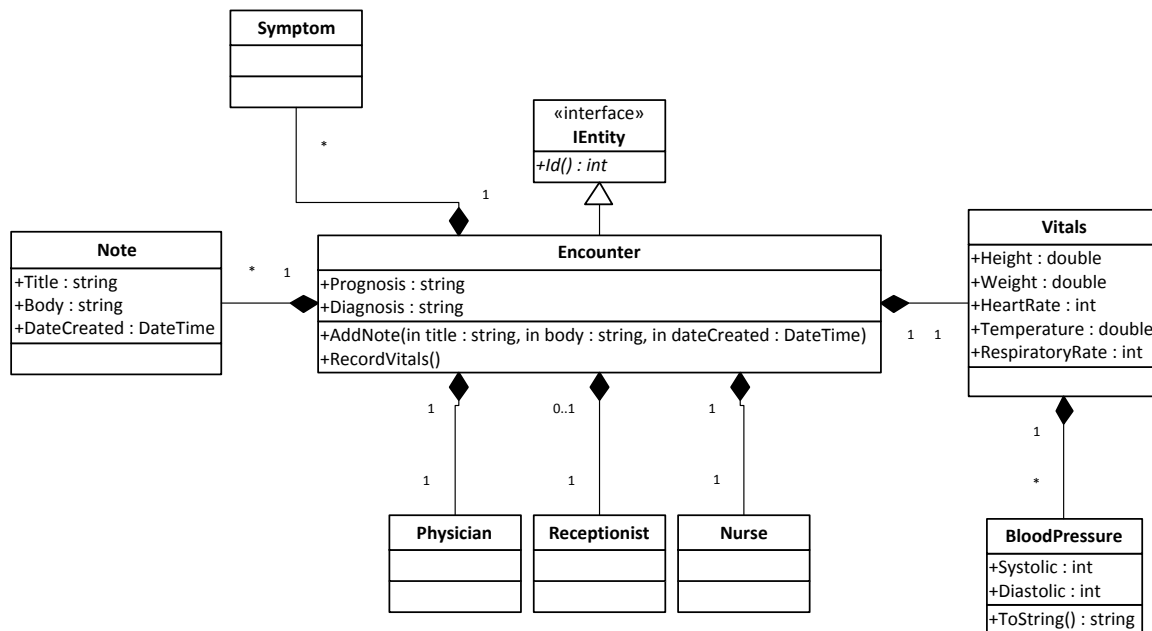 Symptom
*
1
«interface»
IEntity
+Id() : int
Note
+Title : string
+Body : string
+DateCreated : DateTime
*
1
Encounter
+Prognosis : string
+Diagnosis : string
+AddNote(in title : string, in body : string, in dateCreated : DateTime)
+RecordVitals()
1
1
Vitals
+Height : double
+Weight : double
+HeartRate : int
+Temperature : double
+RespiratoryRate : int
1
0..1
1
1
1
1
1
*
Physician
Receptionist
Nurse
BloodPressure
+Systolic : int
+Diastolic : int
+ToString() : string